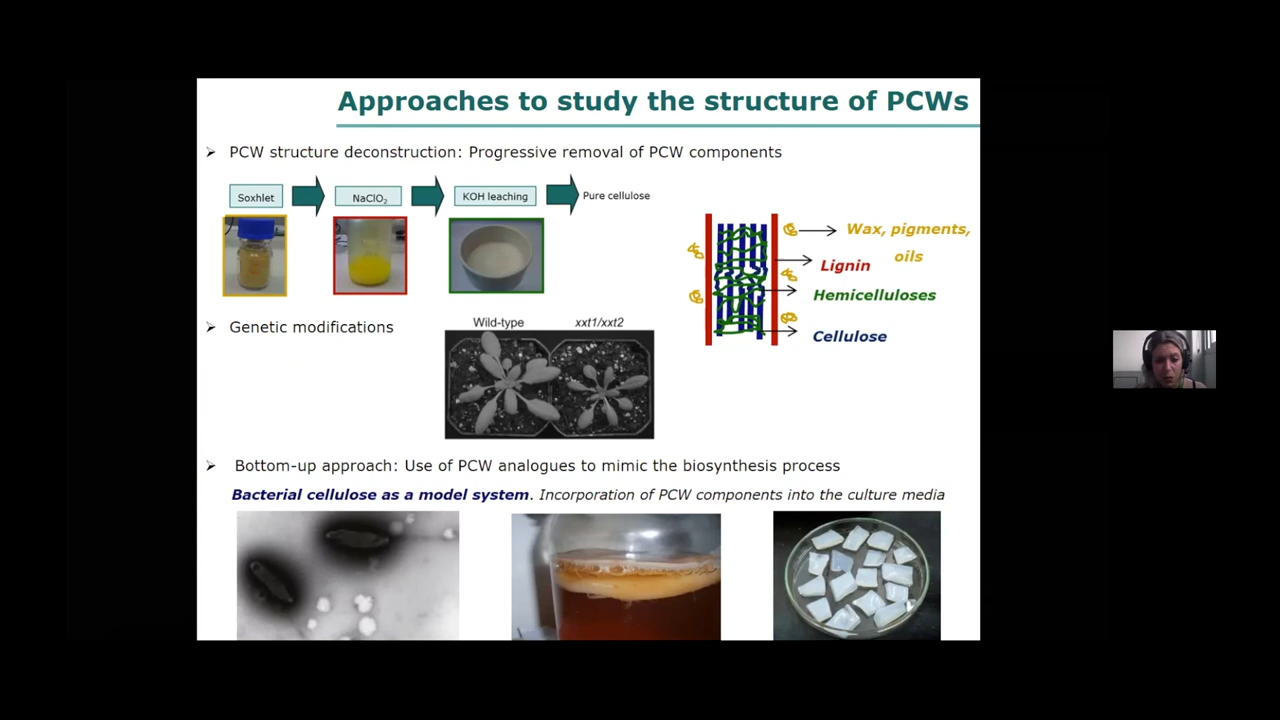 Approaches to study the structure of PCWs
➢ PCW structure deconstruction: Progressive removal of PCW components
Soxhlet
NaClO₂
KOH leaching
Pure cellulose
Wax, pigments,
oils
Lignin
Hemicelluloses
Cellulose
➢ Genetic modifications
Wild-type
xxt1/xxt2
➢ Bottom-up approach: Use of PCW analogues to mimic the biosynthesis process
Bacterial cellulose as a model system. Incorporation of PCW components into the culture media